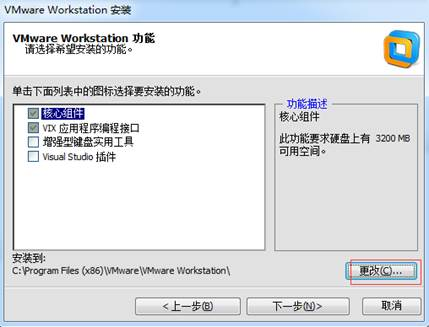 VMware Workstation 安装
VMware Workstation 功能
请选择希望安装的功能。
单击下面列表中的图标选择要安装的功能。
核心组件
VIX 应用程序编程接口
增强型键盘实用工具
Visual Studio 插件
功能描述
核心组件
此功能要求硬盘上有 3200 MB
可用空间。
安装到:
C:\Program Files (x86)\VMware\VMware Workstation\
更改(C)...
<上一步(B)
下一步(N)>
取消